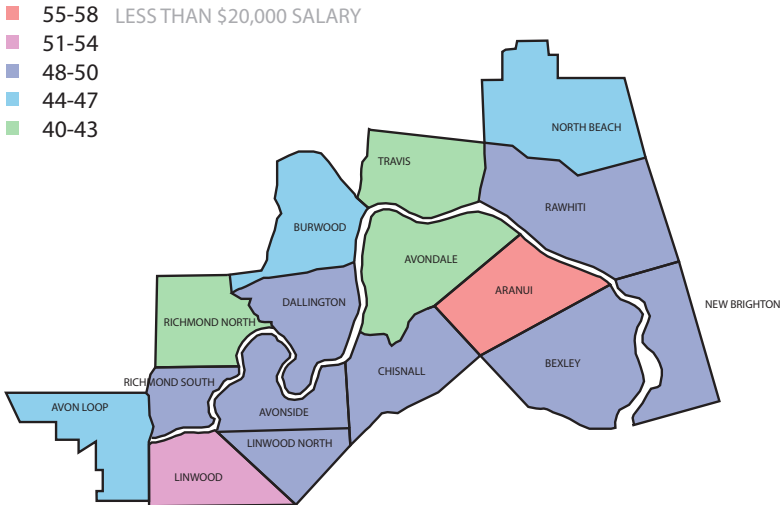 55-58 LESS THAN $20,000 SALARY
51-54
48-50
44-47
40-43
NORTH BEACH
TRAVIS
RAWHITI
BURWOOD
AVONDALE
ARANUI
DALLINGTON
NEW BRIGHTON
RICHMOND NORTH
BEXLEY
CHISNALL
RICHMOND SOUTH
AVON LOOP
AVONSIDE
LINWOOD NORTH
LINWOOD